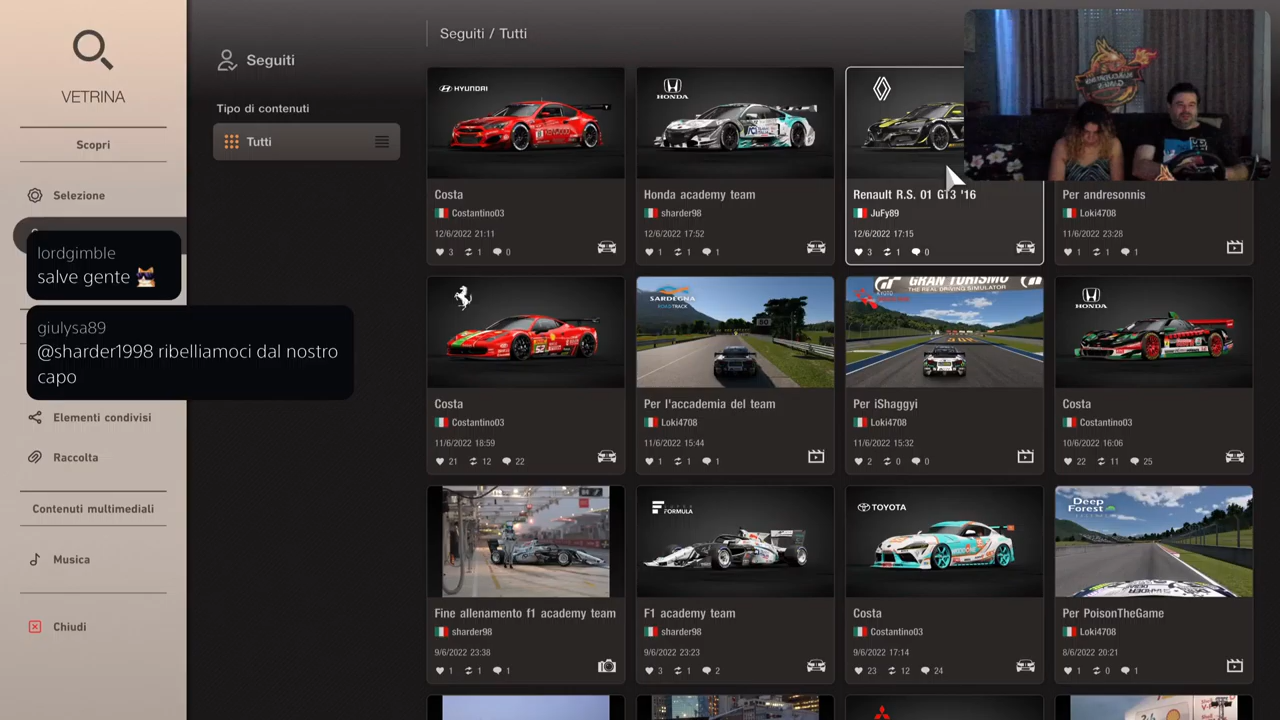 VETRINA
Scopri
Selezione
lordgimble
salve gente
giulysa89
@sharder1998 ribelliamoci dal nostro
capo
Elementi condivisi
Raccolta
Contenuti multimediali
Musica
Chiudi
Seguiti
Tipo di contenuti
Tutti
Seguiti / Tutti
HYUNDAI
Costa
Costantino03
12/6/2022 21:11
3 1 0
HONDA
Honda academy team
sharder98
12/6/2022 17:52
1 1 1
Renault R.S. 01 GT3 '16
JuFy89
12/6/2022 17:15
3 1 0
Per andresonnis
Loki4708
11/6/2022 23:28
1 1 1
Costa
Costantino03
11/6/2022 18:59
21 12 22
SARDEGNA
ROAD TRACK
Per l'accademia del team
Loki4708
11/6/2022 15:44
1 1 1
GRAN TURISMO
THE REAL DRIVING SIMULATOR
Per iShaggyi
Loki4708
11/6/2022 15:32
2 0 0
HONDA
Costa
Costantino03
10/6/2022 16:06
22 11 25
Fine allenamento f1 academy team
sharder98
9/6/2022 23:38
1 1 1
FORMULA
F1 academy team
sharder98
9/6/2022 23:23
3 1 2
TOYOTA
Costa
Costantino03
9/6/2022 17:14
23 12 24
Deep
Forest
Per PoisonTheGame
Loki4708
8/6/2022 20:21
1 0 1